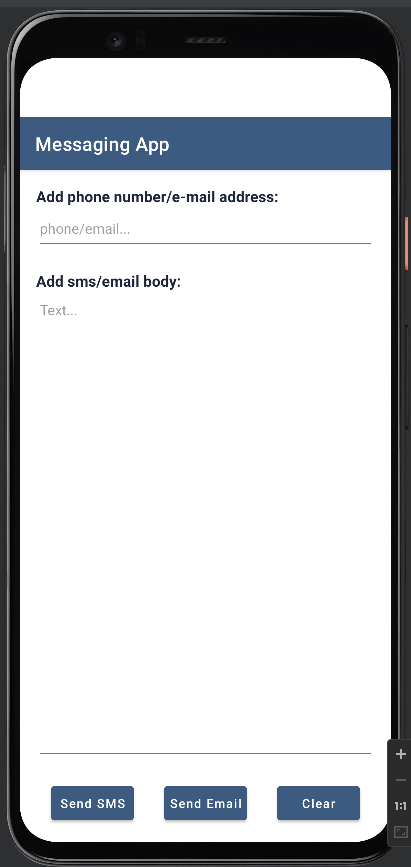 Messaging App
Add phone number/e-mail address:
phone/email...
Add sms/email body:
Text...
Send SMS
Send Email
Clear
1:1